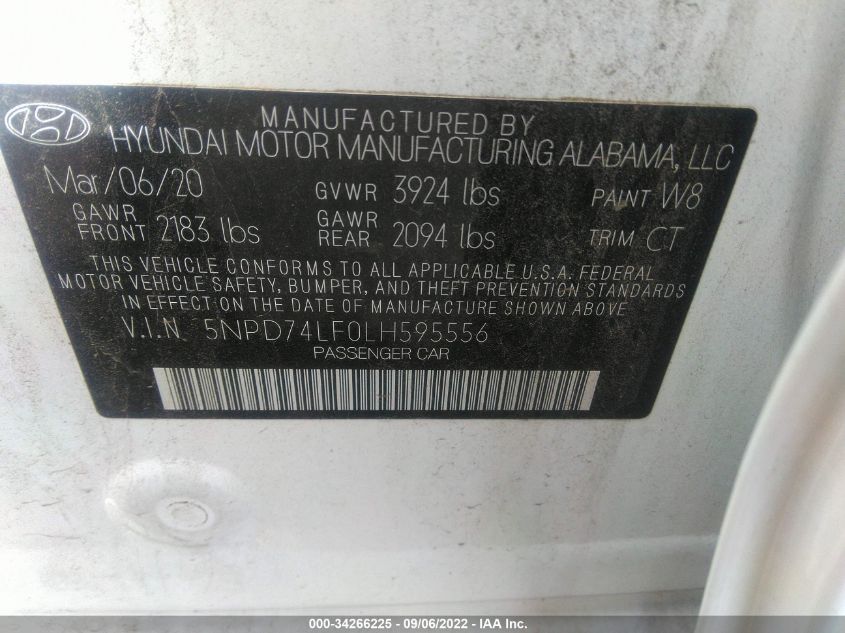 MANUFACTURED BY
HYUNDAI MOTOR MANUFACTURING ALABAMA, LLC
Mar/06/20 GVWR 3924 lbs PAINT W8
GAWR FRONT 2183 lbs GAWR REAR 2094 lbs TRIM CT
THIS VEHICLE CONFORMS TO ALL APPLICABLE U.S.A. FEDERAL
MOTOR VEHICLE SAFETY, BUMPER, AND THEFT PREVENTION STANDARDS
IN EFFECT ON THE DATE OF MANUFACTURE SHOWN ABOVE
V.I.N 5NPD74LF0LH595556
PASSENGER CAR
000-34266225 - 09/06/2022 - IAA Inc.